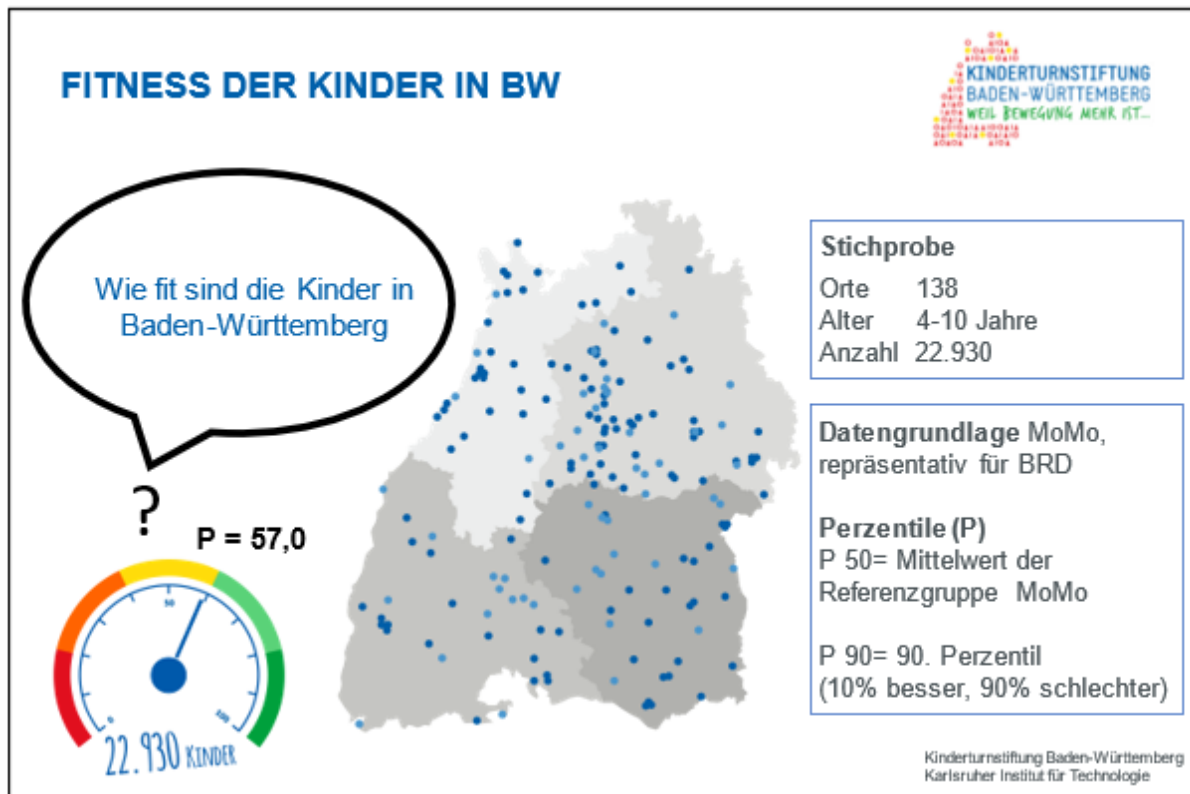 FITNESS DER KINDER IN BW
KINDERTURNSTIFTUNG
BADEN-WÜRTTEMBERG
WEIL BEWEGUNG MEHR IST...
Wie fit sind die Kinder in
Baden-Württemberg
?
P = 57,0
50
0
100
22.930 KINDER
Stichprobe
Orte 138
Alter 4-10 Jahre
Anzahl 22.930
Datengrundlage MoMo,
repräsentativ für BRD
Perzentile (P)
P 50= Mittelwert der
Referenzgruppe MoMo
P 90= 90. Perzentil
(10% besser, 90% schlechter)
Kinderturnstiftung Baden-Württemberg
Karlsruher Institut für Technologie